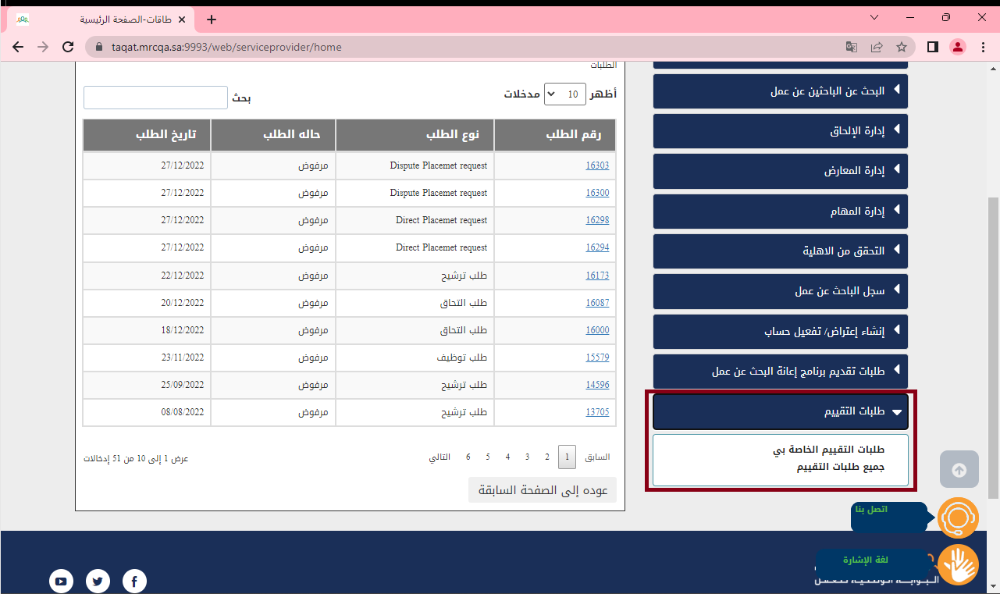 طاقات-الصفحة الرئيسية
taqat.mrcqa.sa:9993/web/serviceprovider/home
البحث عن الباحثين عن عمل
إدارة الإلحاق
إدارة المعارض
إدارة المهام
التحقق من الاهلية
سجل الباحث عن عمل
إنشاء إعتراض/ تفعيل حساب
طلبات تقديم برنامج إعانة البحث عن عمل
طلبات التقييم
طلبات التقييم الخاصة بي
جميع طلبات التقييم
الطلبات
أظهر 10 مدخلات
بحث
رقم الطلب نوع الطلب حاله الطلب تاريخ الطلب
16303 Dispute Placemet request مرفوض 27/12/2022
16300 Dispute Placemet request مرفوض 27/12/2022
16298 Direct Placemet request مرفوض 27/12/2022
16294 Direct Placemet request مرفوض 27/12/2022
16173 طلب ترشيح مرفوض 22/12/2022
16087 طلب التحاق مرفوض 20/12/2022
16000 طلب التحاق مرفوض 18/12/2022
15579 طلب توظيف مرفوض 23/11/2022
14596 طلب ترشيح مرفوض 25/09/2022
13705 طلب ترشيح مرفوض 08/08/2022
السابق 1 2 3 4 5 6 التالي
عرض 1 إلى 10 من 51 إدخالات
عوده إلى الصفحة السابقة
اتصل بنا
لغة الإشارة